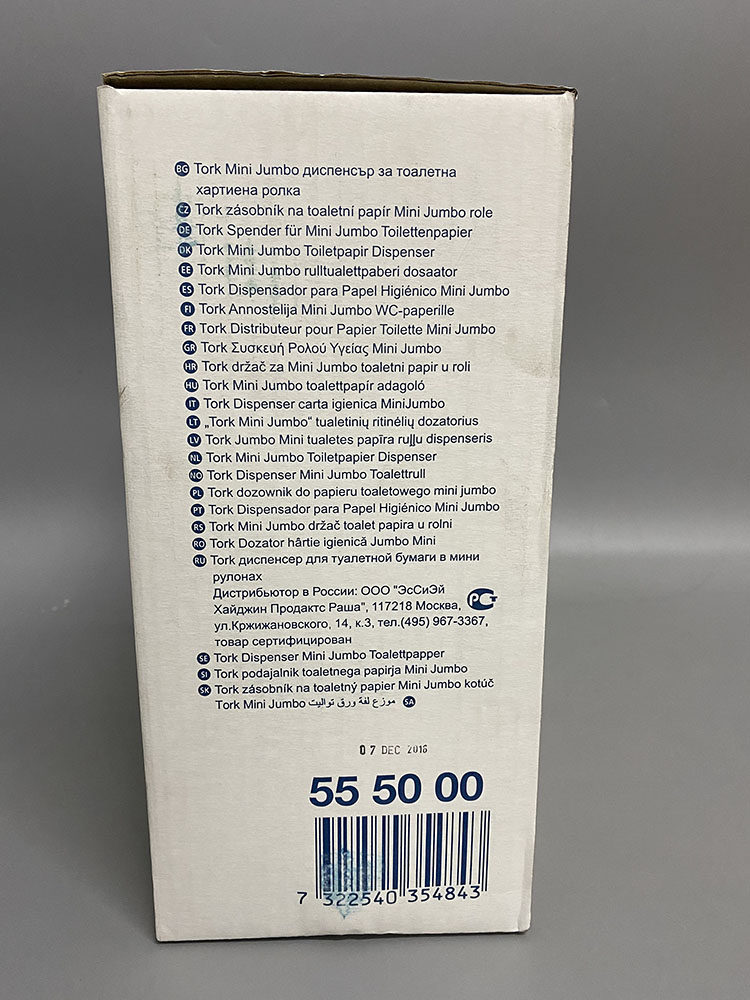 BG Tork Mini Jumbo диспенсър за тоалетна
хартиена ролка
CZ Tork zásobník na toaletní papír Mini Jumbo role
DE Tork Spender für Mini Jumbo Toilettenpapier
DK Tork Mini Jumbo Toiletpapir Dispenser
EE Tork Mini Jumbo rulltualettpaberi dosaator
ES Tork Dispensador para Papel Higiénico Mini Jumbo
FI Tork Annostelija Mini Jumbo WC-paperille
FR Tork Distributeur pour Papier Toilette Mini Jumbo
GR Tork Συσκευή Ρολού Υγείας Mini Jumbo
HR Tork držač za Mini Jumbo toaletni papir u roli
HU Tork Mini Jumbo toalettpapír adagoló
IT Tork Dispenser carta igienica MiniJumbo
LT „Tork Mini Jumbo“ tualetinių ritinėlių dozatorius
LV Tork Jumbo Mini tualetes papīra ruļļu dispenseris
NL Tork Mini Jumbo Toiletpapier Dispenser
NO Tork Dispenser Mini Jumbo Toalettrull
PL Tork dozownik do papieru toaletowego mini jumbo
PT Tork Dispensador para Papel Higiénico Mini Jumbo
RS Tork Mini Jumbo držač toalet papira u rolni
RO Tork Dozator hârtie igienică Jumbo Mini
RU Tork диспенсер для туалетной бумаги в мини
рулонах
Дистрибьютор в России: ООО "ЭсСиЭй
Хайджин Продактс Раша", 117218 Москва,
ул.Кржижановского, 14, к.3, тел.(495) 967-3367,
товар сертифицирован
SE Tork Dispenser Mini Jumbo Toalettpapper
SI Tork podajalnik toaletnega papirja Mini Jumbo
SK Tork zásobník na toaletný papier Mini Jumbo kotúč
Tork Mini Jumbo موزع لفة ورق تواليت SA
07 DEC 2016
55 50 00
7 322540 354843